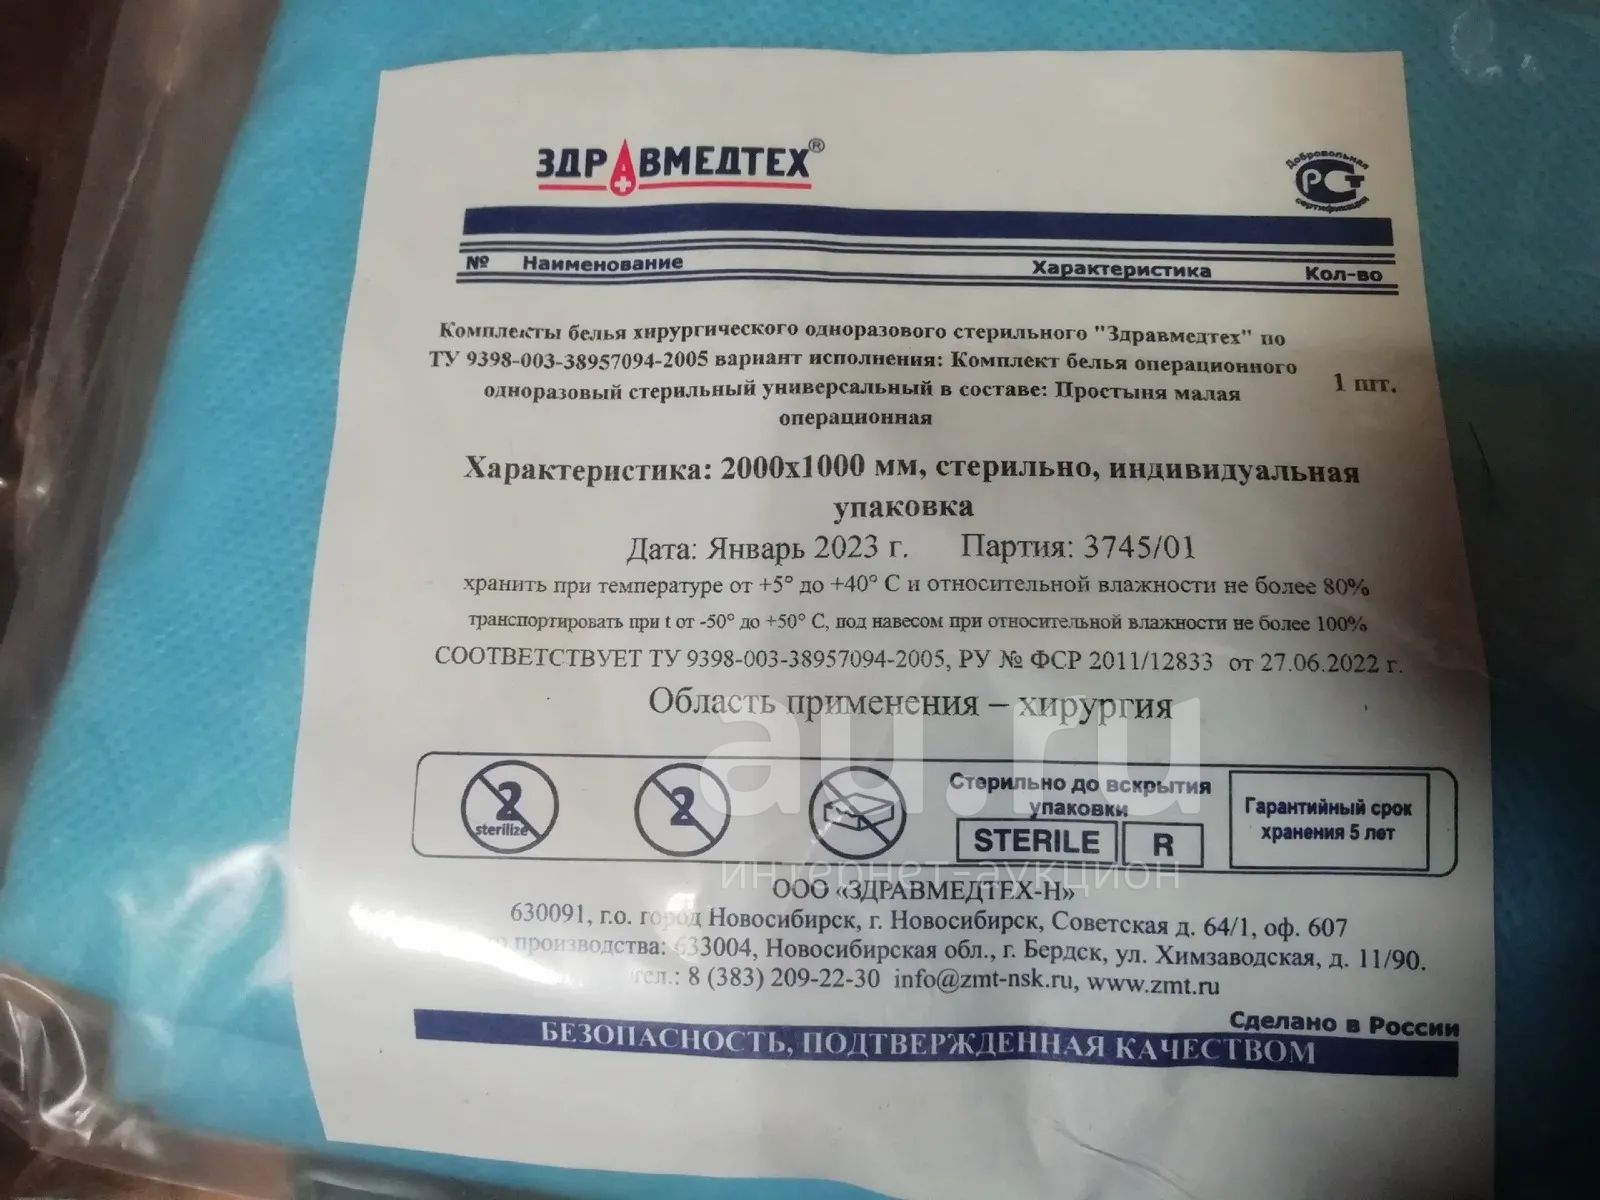 ЗДРАВМЕДТЕХ®
Добровольная
РСТ
сертификация
№ Наименование Характеристика Кол-во
Комплекты белья хирургического одноразового стерильного "Здравмедтех" по
ТУ 9398-003-38957094-2005 вариант исполнения: Комплект белья операционного
одноразовый стерильный универсальный в составе: Простыня малая
операционная
1 шт.
Характеристика: 2000х1000 мм, стерильно, индивидуальная
упаковка
Дата: Январь 2023 г. Партия: 3745/01
хранить при температуре от +5° до +40° С и относительной влажности не более 80%
транспортировать при t от -50° до +50° С, под навесом при относительной влажности не более 100%
СООТВЕТСТВУЕТ ТУ 9398-003-38957094-2005, РУ № ФСР 2011/12833 от 27.06.2022 г.
Область применения – хирургия
au.ru
интернет-аукцион
2
sterilize
2
Стерильно до вскрытия
упаковки
STERILE R
Гарантийный срок
хранения 5 лет
ООО «ЗДРАВМЕДТЕХ-Н»
630091, г.о. город Новосибирск, г. Новосибирск, Советская д. 64/1, оф. 607
производства: 633004, Новосибирская обл., г. Бердск, ул. Химзаводская, д. 11/90.
тел.: 8 (383) 209-22-30 info@zmt-nsk.ru, www.zmt.ru
Сделано в России
БЕЗОПАСНОСТЬ, ПОДТВЕРЖДЕННАЯ КАЧЕСТВОМ